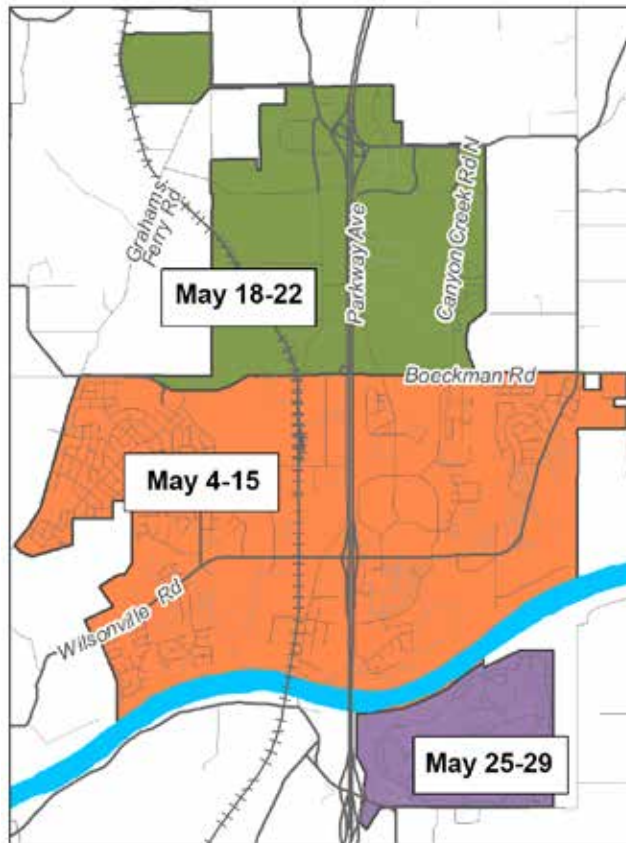 Grahams
Ferry Rd
Parkway Ave
Canyon Creek Rd N
May 18-22
Boeckman Rd
May 4-15
Wilsonville Rd
May 25-29